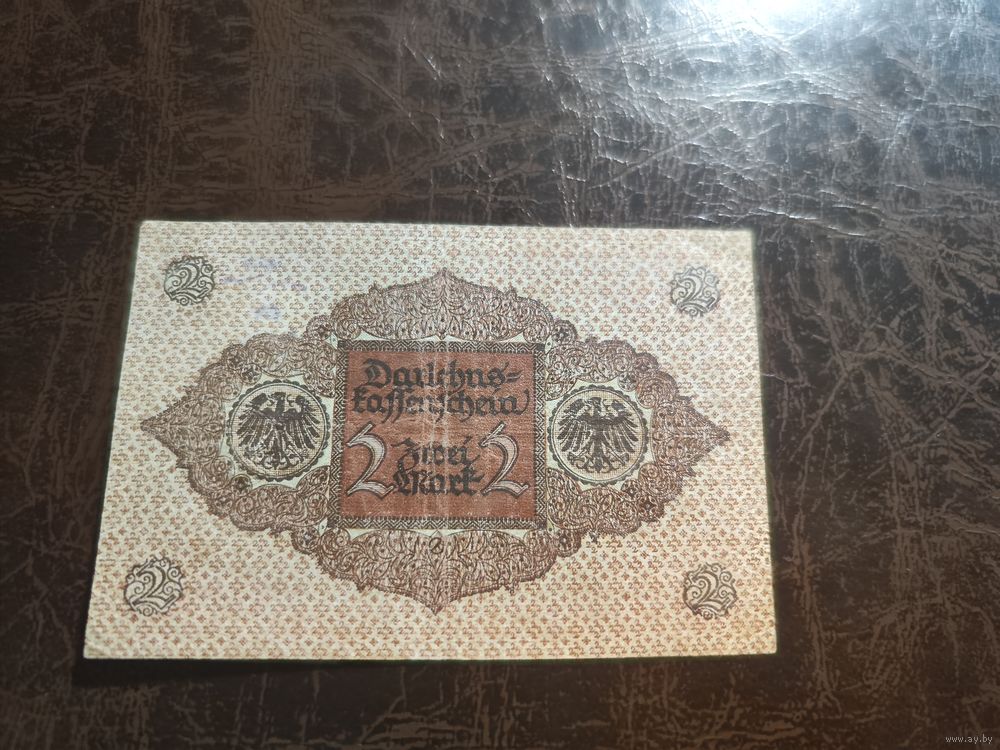 2 2
Darlehns-
kassenschein
2 Zwei 2
Mark
2 2
www.ay.by